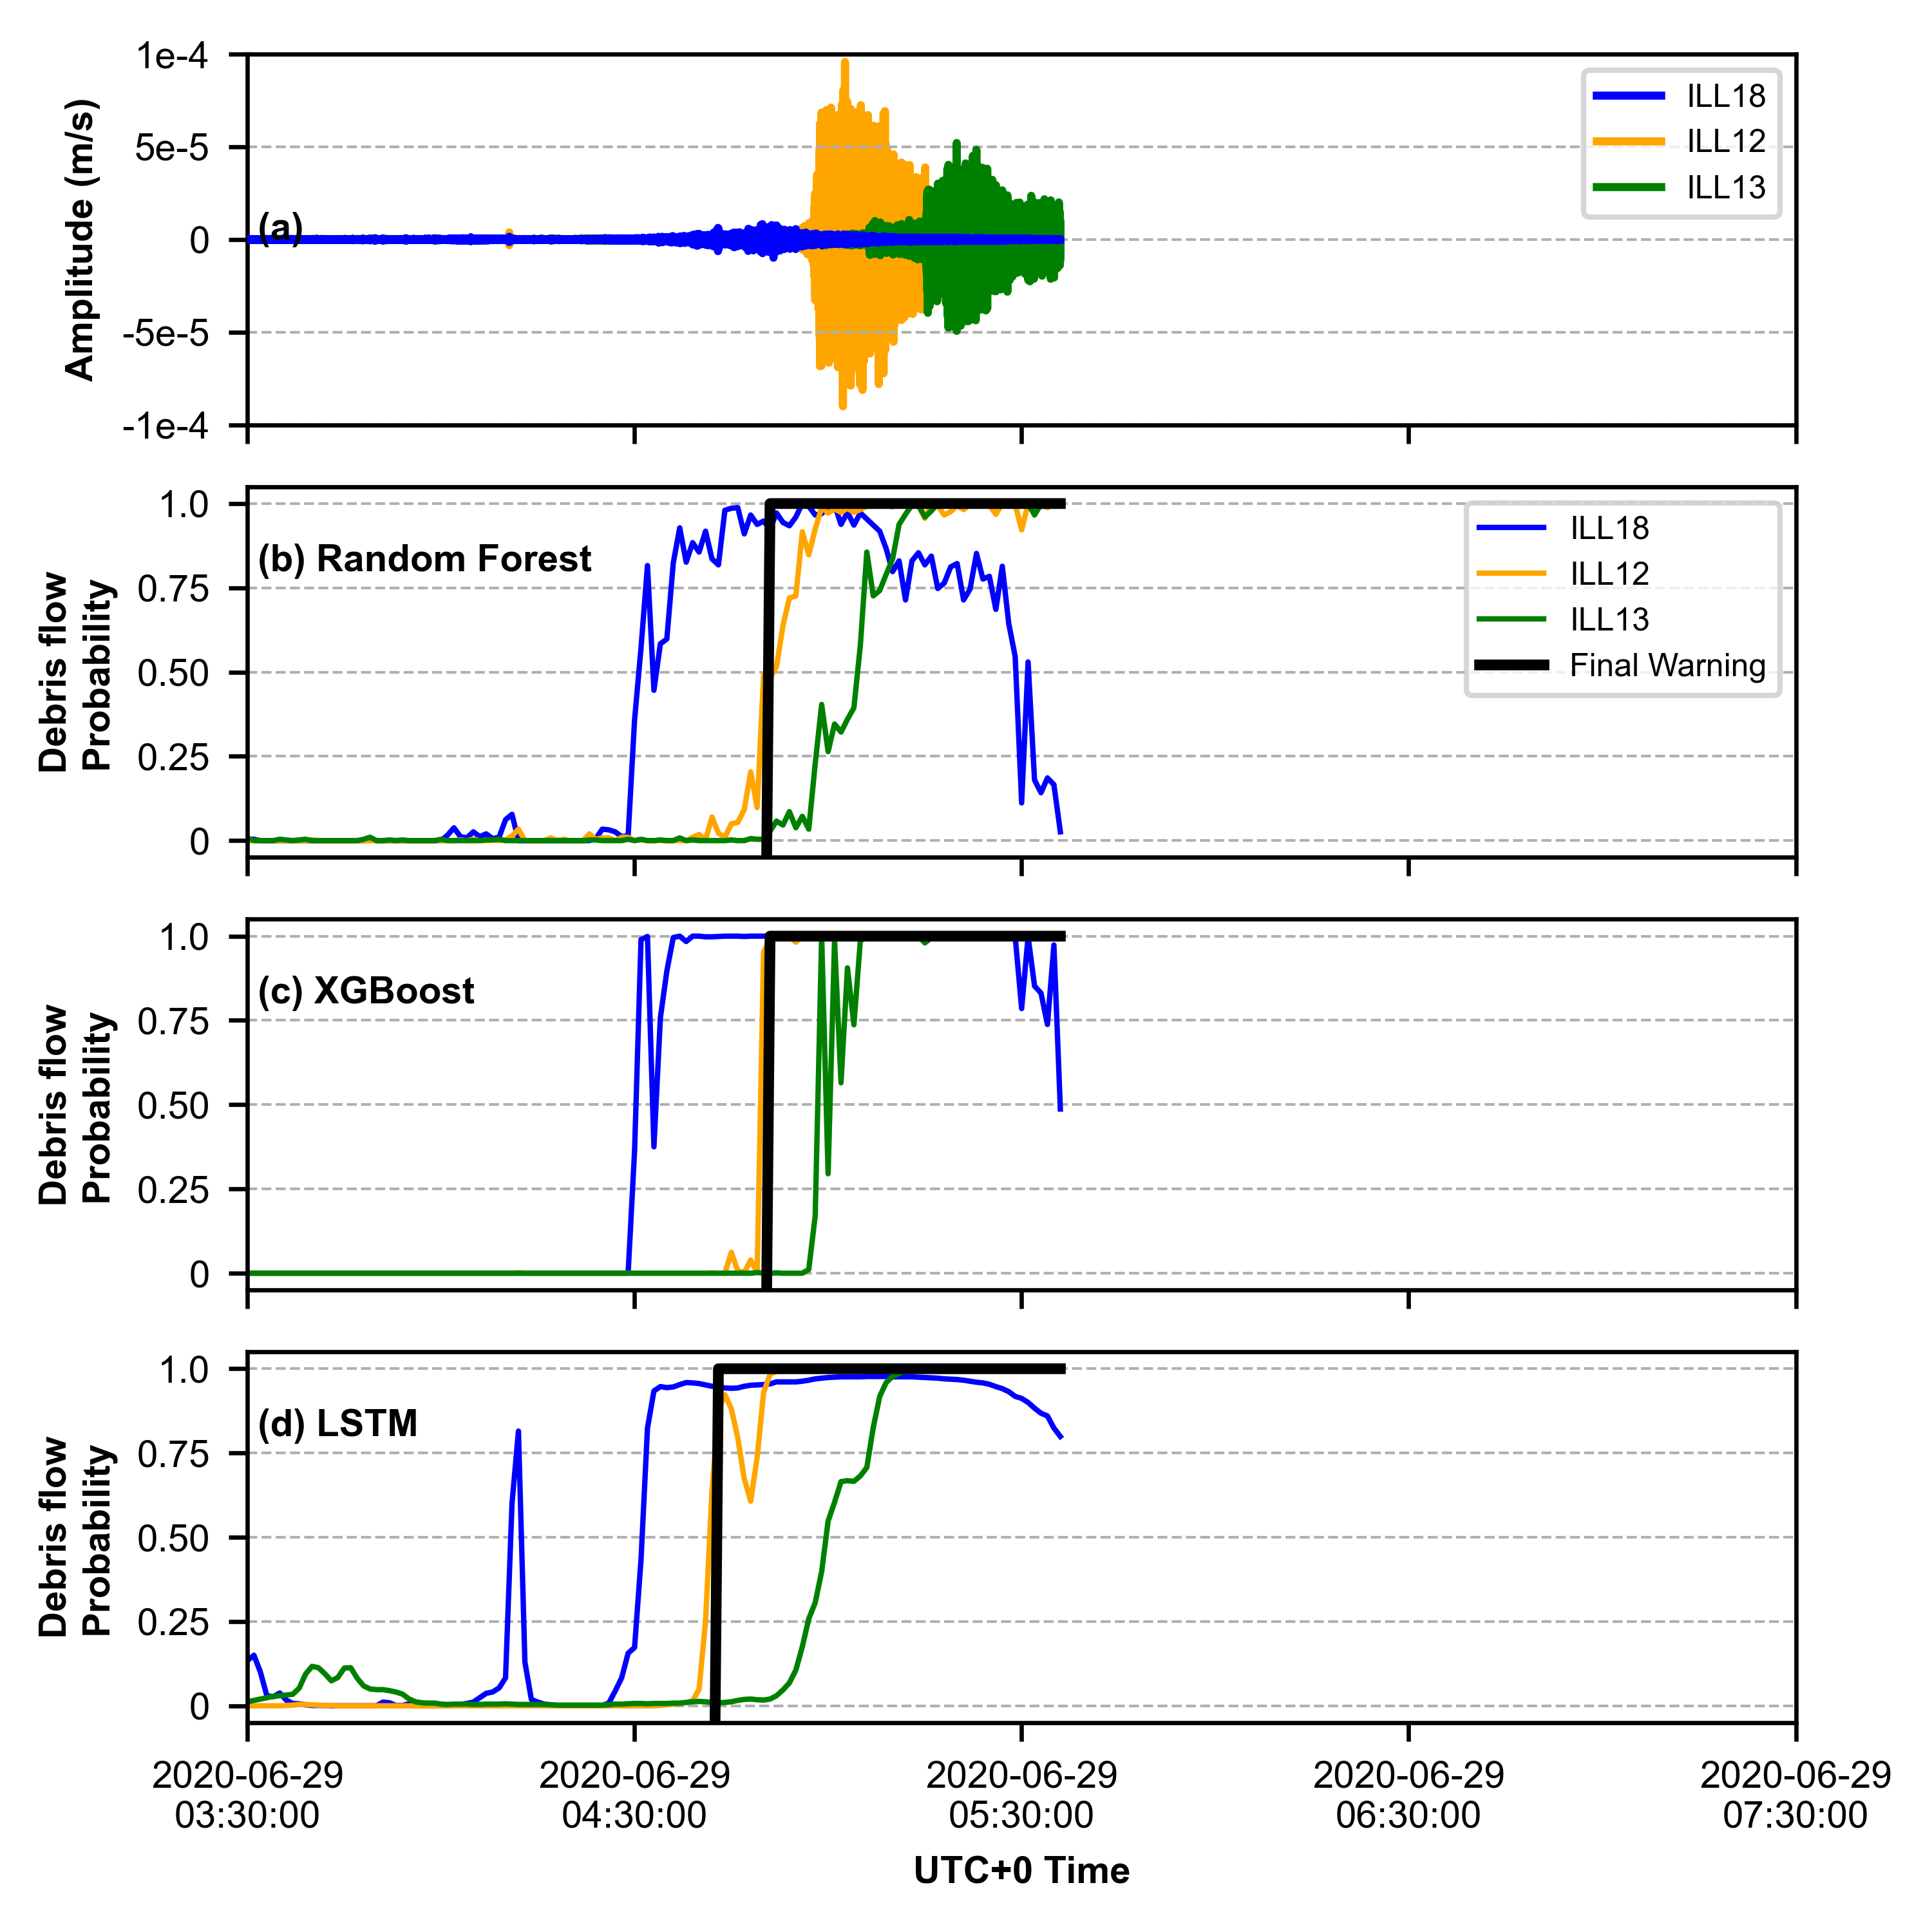 1e-4
5e-5
0
-5e-5
-1e-4
Amplitude (m/s)
(a)
ILL18
ILL12
ILL13
1.0
0.75
0.50
0.25
0
Debris flow
Probability
(b) Random Forest
ILL18
ILL12
ILL13
Final Warning
1.0
0.75
0.50
0.25
0
Debris flow
Probability
(c) XGBoost
1.0
0.75
0.50
0.25
0
Debris flow
Probability
(d) LSTM
2020-06-29
03:30:00
2020-06-29
04:30:00
2020-06-29
05:30:00
2020-06-29
06:30:00
2020-06-29
07:30:00
UTC+0 Time